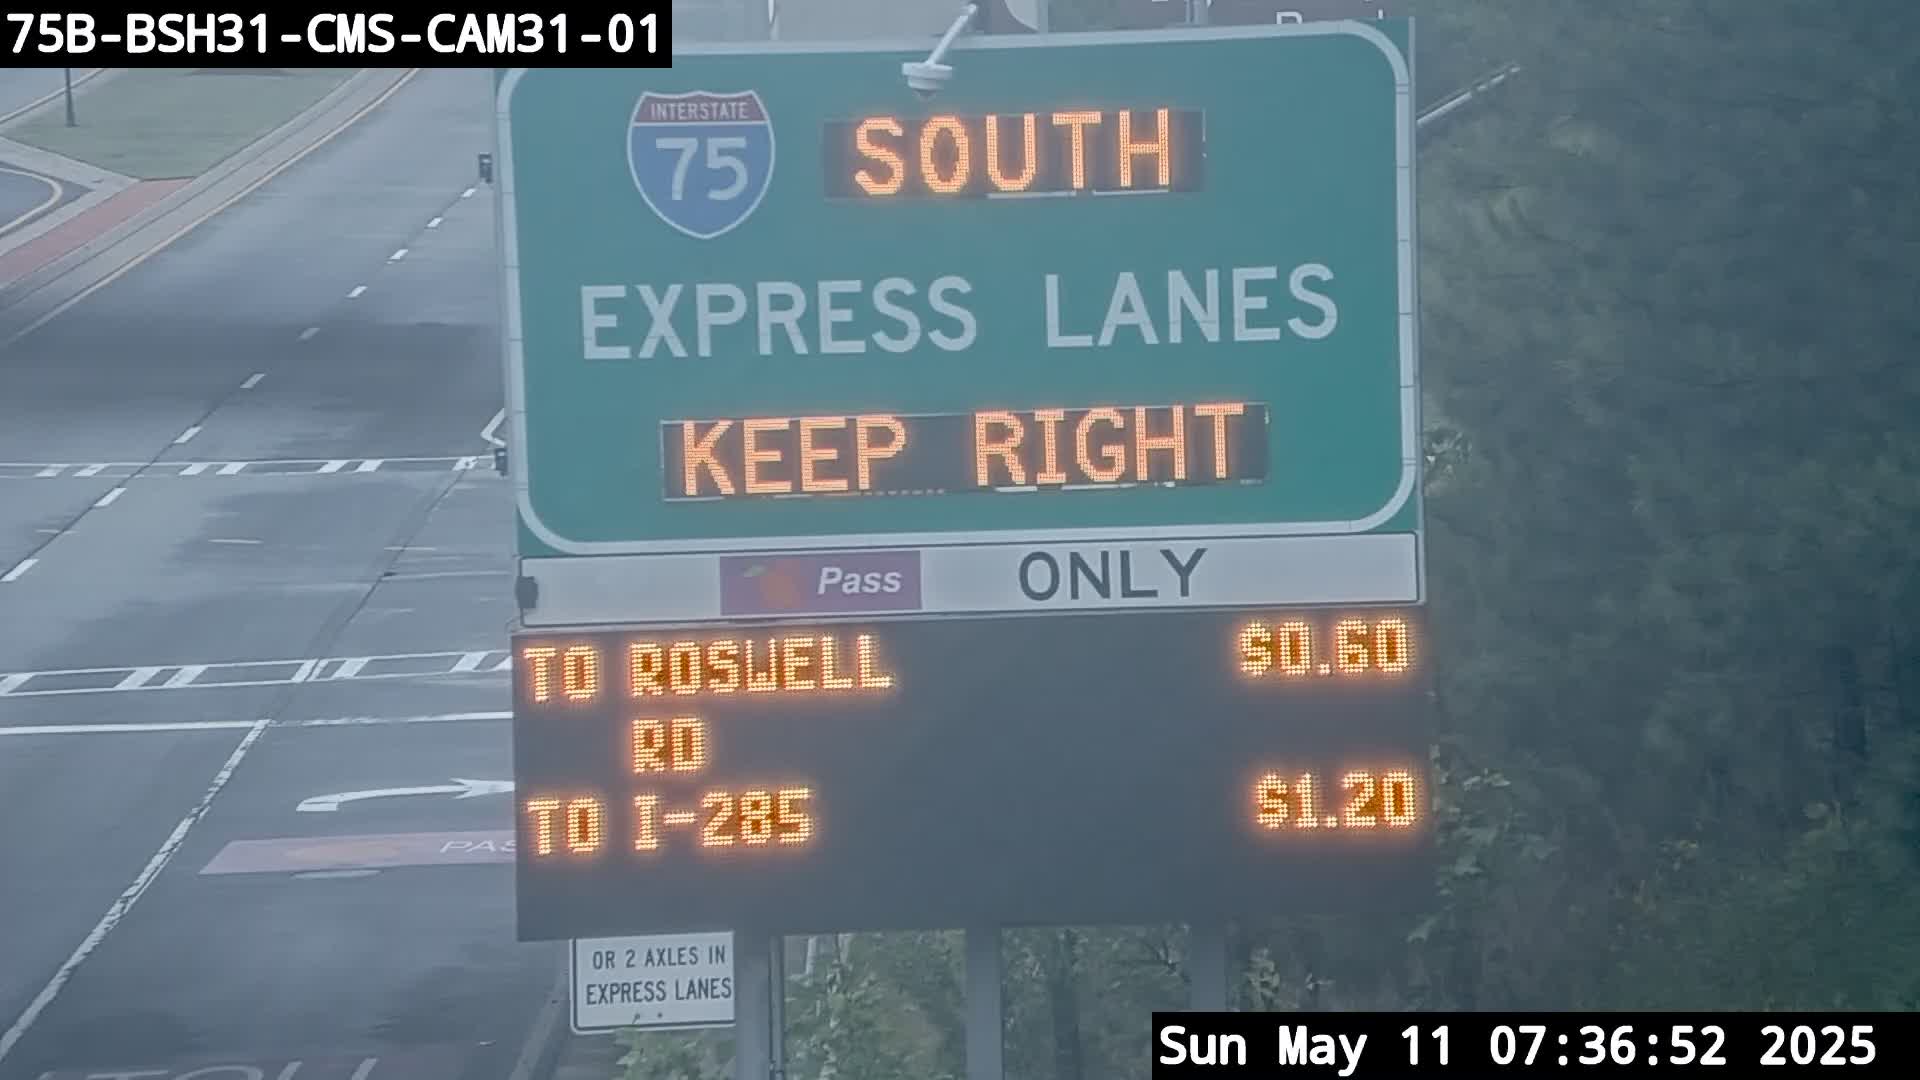 75B-BSH31-CMS-CAM31-01
INTERSTATE
75
SOUTH
EXPRESS LANES
KEEP RIGHT
Pass ONLY
TO ROSWELL $0.60
RD
TO I-285 $1.20
OR 2 AXLES IN
EXPRESS LANES
Sun May 11 07:36:52 2025